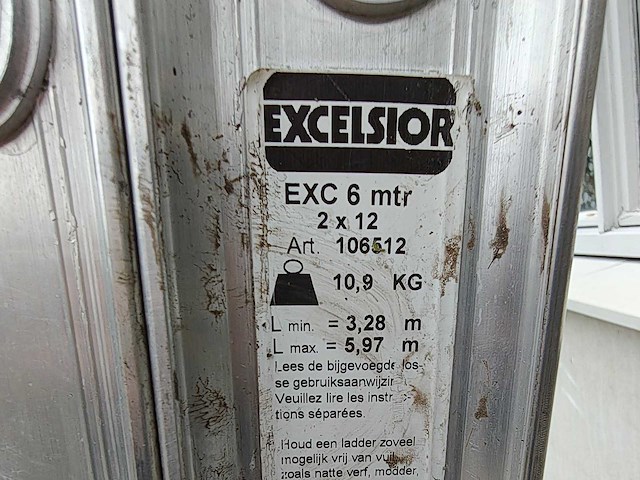 EXCELSIOR
EXC 6 mtr
2 x 12
Art. 106512
10,9 KG
L min. = 3,28 m
L max. = 5,97 m
Lees de bijgevoegde los-
se gebruiksaanwijzin
Veuillez lire les instr
tions séparées.
Houd een ladder zoveel
mogelijk vrij van vuil,
zoals natte verf, modder,